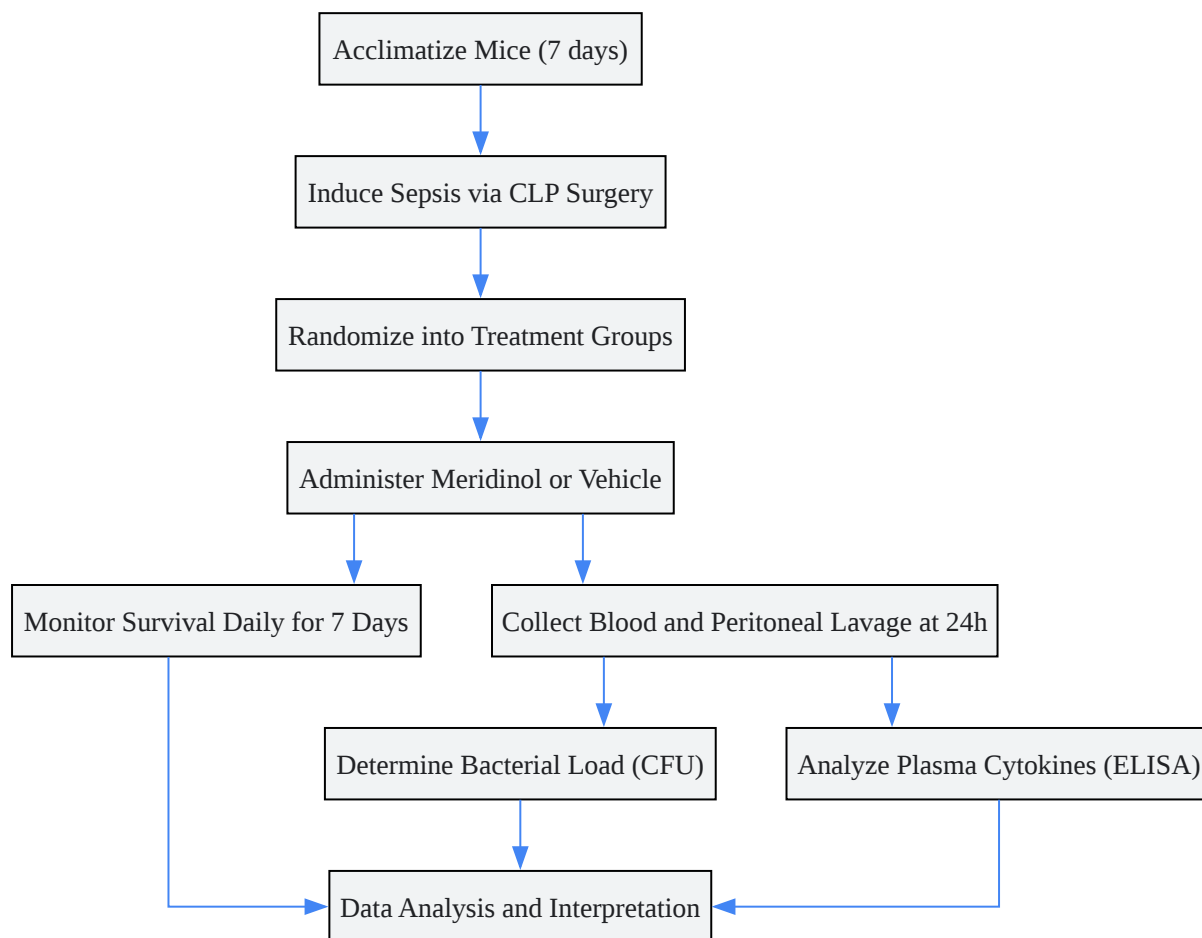 Acclimatize Mice (7 days)
Induce Sepsis via CLP Surgery
Randomize into Treatment Groups
Administer Meridinol or Vehicle
Monitor Survival Daily for 7 Days
Collect Blood and Peritoneal Lavage at 24h
Determine Bacterial Load (CFU)
Analyze Plasma Cytokines (ELISA)
Data Analysis and Interpretation